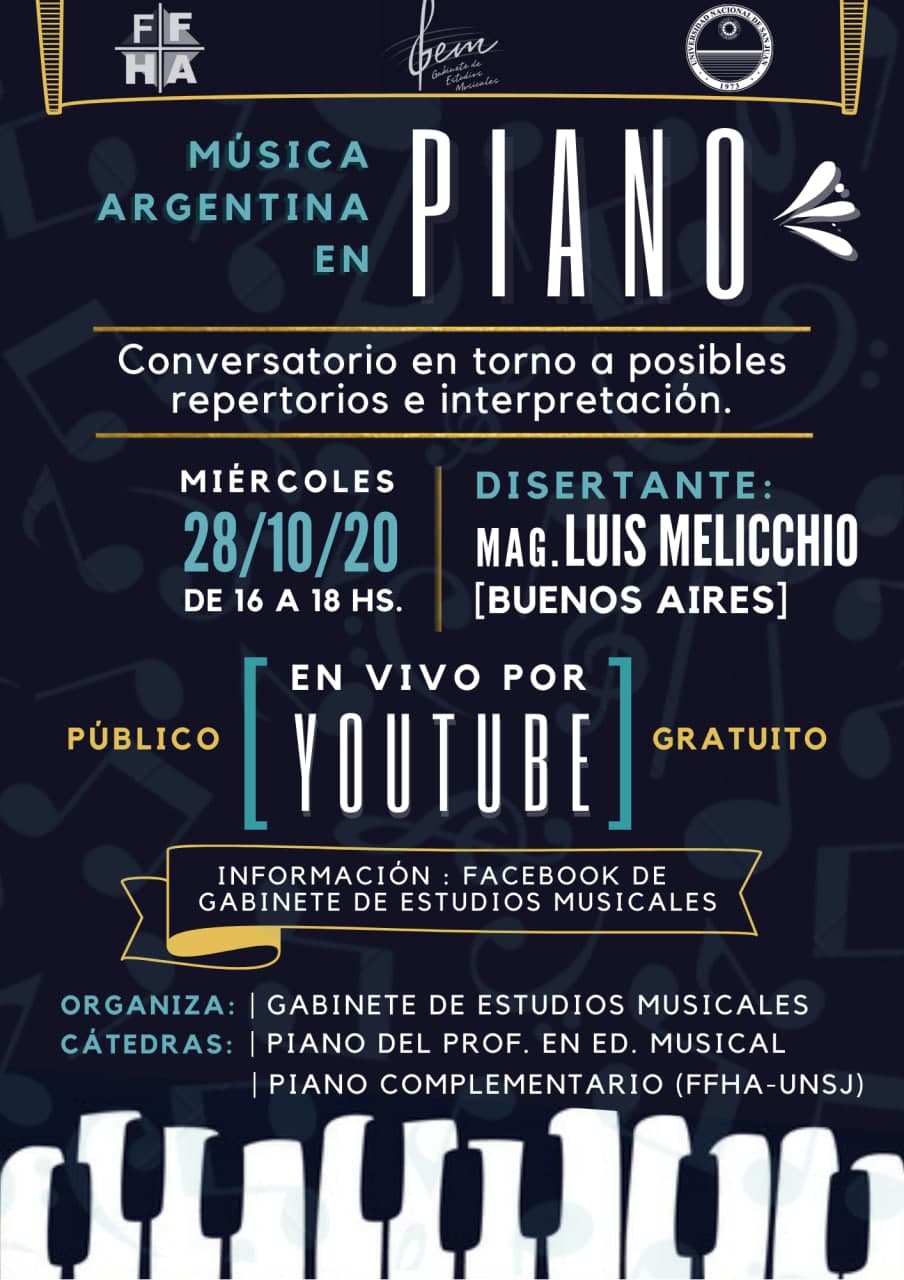 FF
HA
Gem
Gabinete de
Estudios
Musicales
UNIVERSIDAD NACIONAL DE SAN JUAN
1973
MÚSICA
ARGENTINA
EN
PIANO
Conversatorio en torno a posibles
repertorios e interpretación.
MIÉRCOLES
28/10/20
DE 16 A 18 HS.
DISERTANTE:
MAG. LUIS MELICCHIO
[BUENOS AIRES]
PÚBLICO
EN VIVO POR
YOUTUBE
GRATUITO
INFORMACIÓN : FACEBOOK DE
GABINETE DE ESTUDIOS MUSICALES
ORGANIZA: | GABINETE DE ESTUDIOS MUSICALES
CÁTEDRAS: | PIANO DEL PROF. EN ED. MUSICAL
| PIANO COMPLEMENTARIO (FFHA-UNSJ)